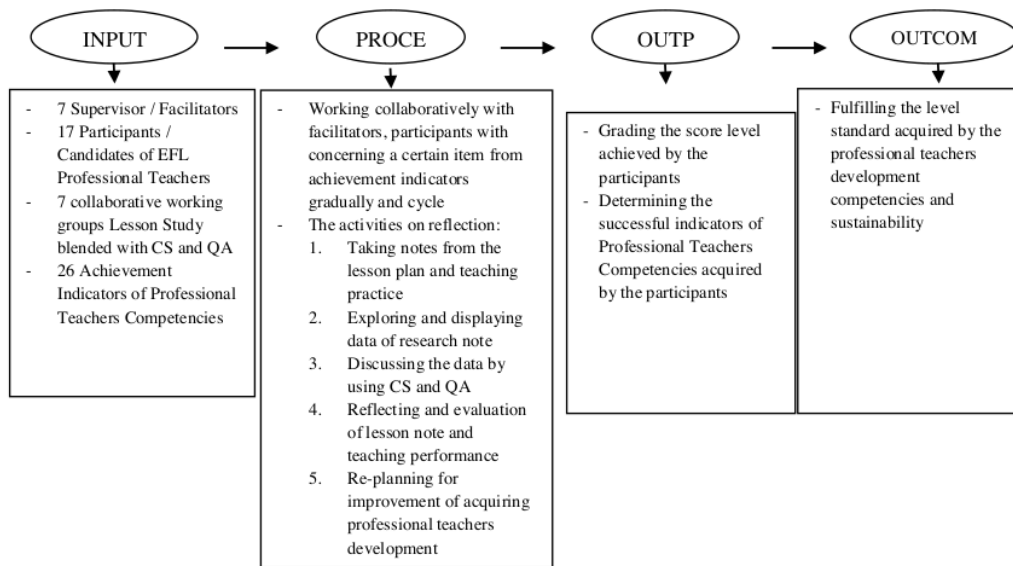 INPUT
PROCE
OUTP
OUTCOM
- 7 Supervisor / Facilitators
- 17 Participants /
Candidates of EFL
Professional Teachers
- 7 collaborative working
groups Lesson Study
blended with CS and QA
- 26 Achievement
Indicators of Professional
Teachers Competencies
- Working collaboratively with
facilitators, participants with
concerning a certain item from
achievement indicators
gradually and cycle
- The activities on reflection:
1. Taking notes from the
lesson plan and teaching
practice
2. Exploring and displaying
data of research note
3. Discussing the data by
using CS and QA
4. Reflecting and evaluation
of lesson note and
teaching performance
5. Re-planning for
improvement of acquiring
professional teachers
development
- Grading the score level
achieved by the
participants
- Determining the
successful indicators of
Professional Teachers
Competencies acquired
by the participants
- Fulfilling the level
standard acquired by the
professional teachers
development
competencies and
sustainability